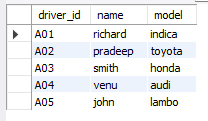 driver_id name model
A01 richard indica
A02 pradeep toyota
A03 smith honda
A04 venu audi
A05 john lambo